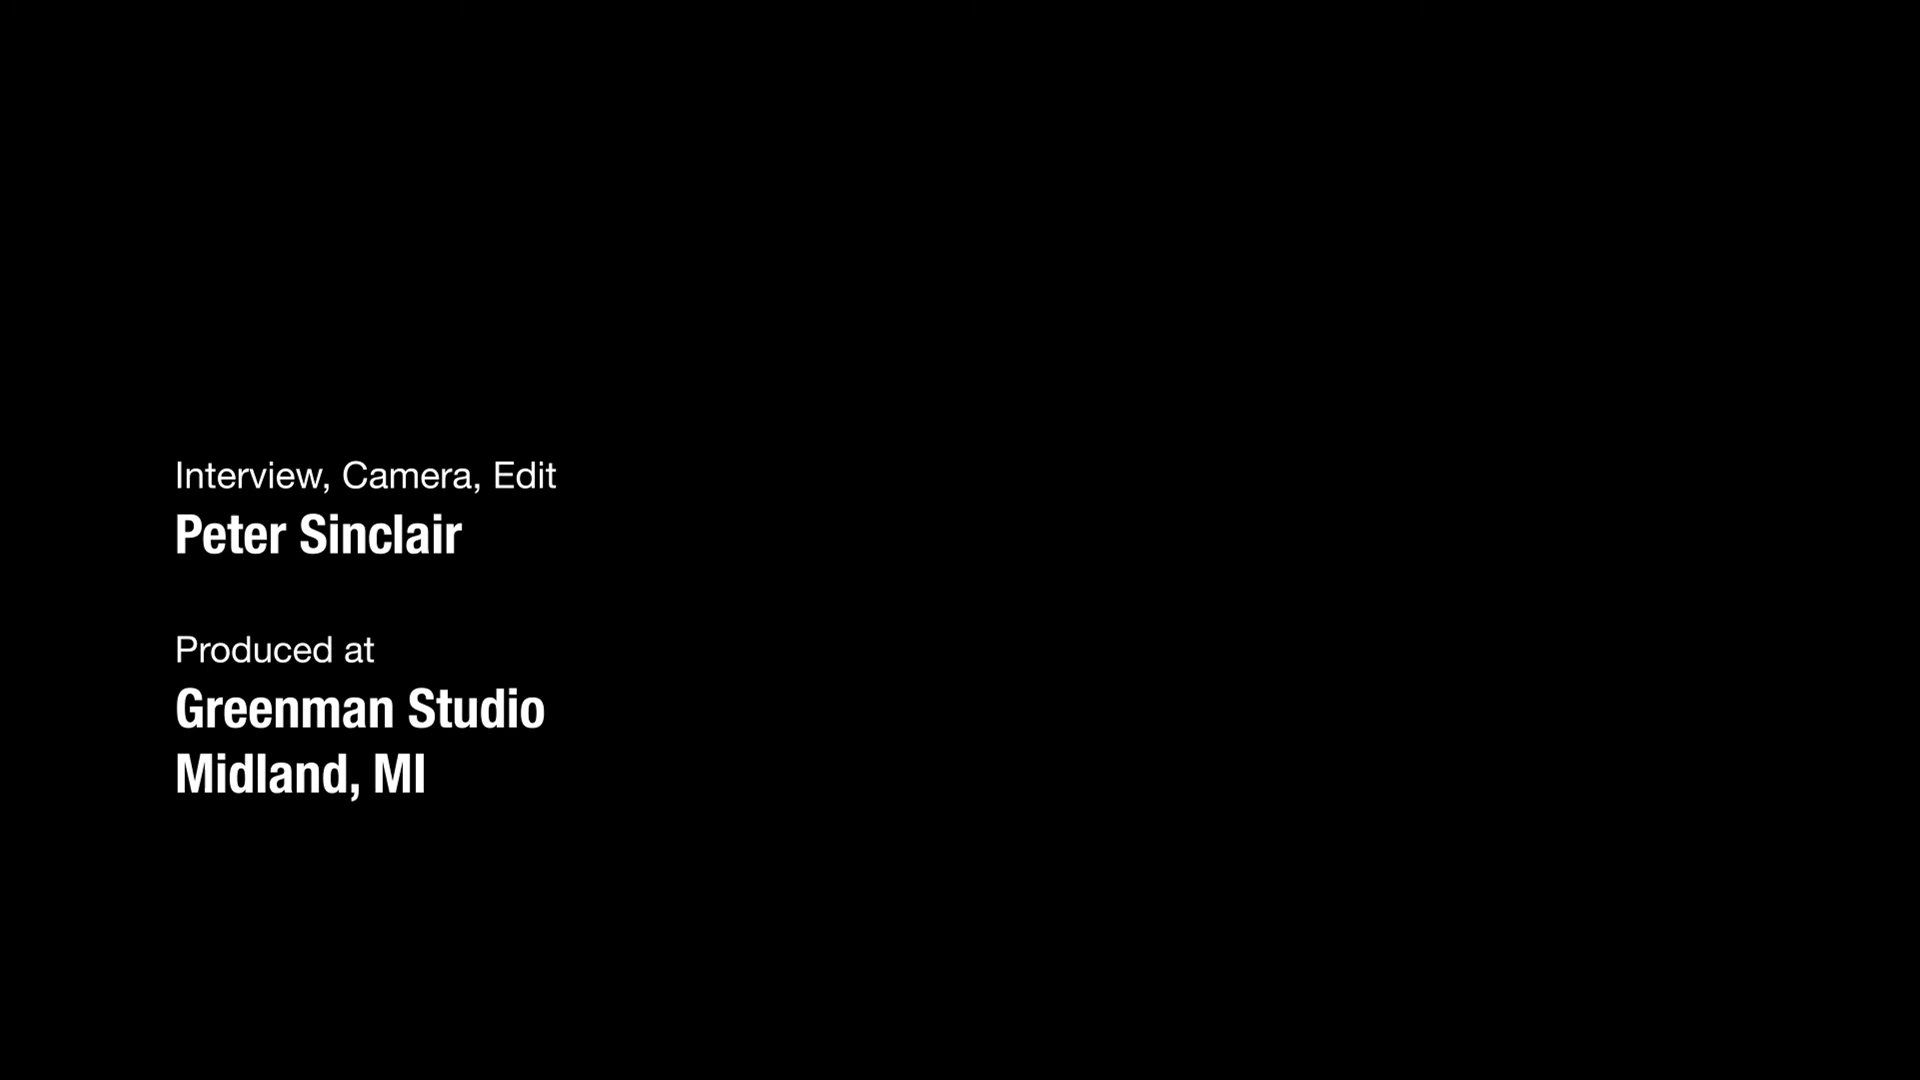 Interview, Camera, Edit
Peter Sinclair
Produced at
Greenman Studio
Midland, MI